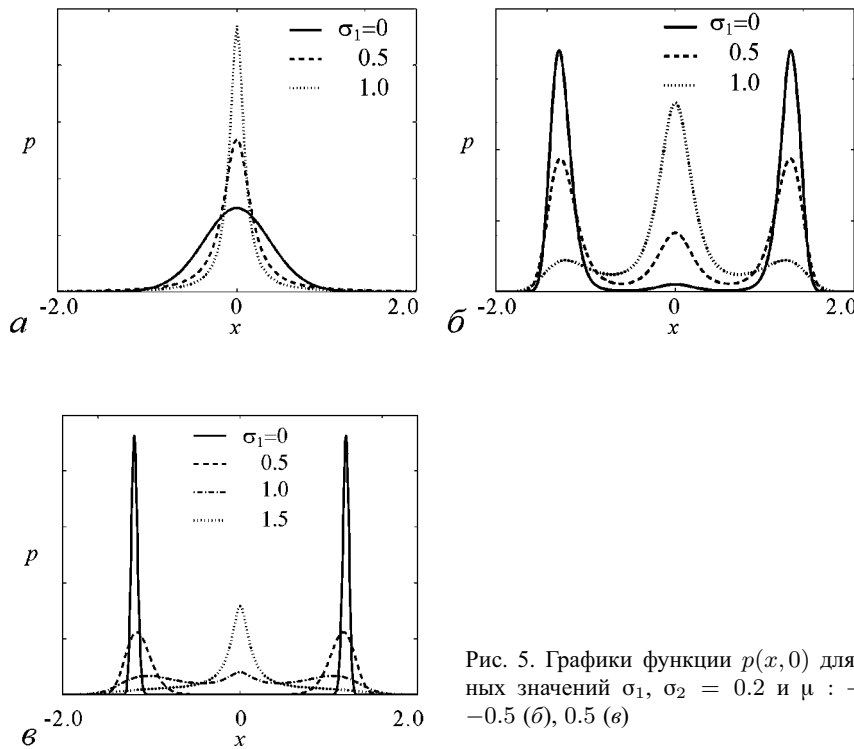 σ₁=0 σ₁=0
0.5 0.5
1.0 1.0
p p
-2.0 0 2.0 -2.0 0 2.0
а x б x
σ₁=0
0.5
1.0
1.5
p
-2.0 0 2.0
в x
Рис. 5. Графики функции p(x, 0) для
ных значений σ₁, σ₂ = 0.2 и μ : −
−0.5 (б), 0.5 (в)